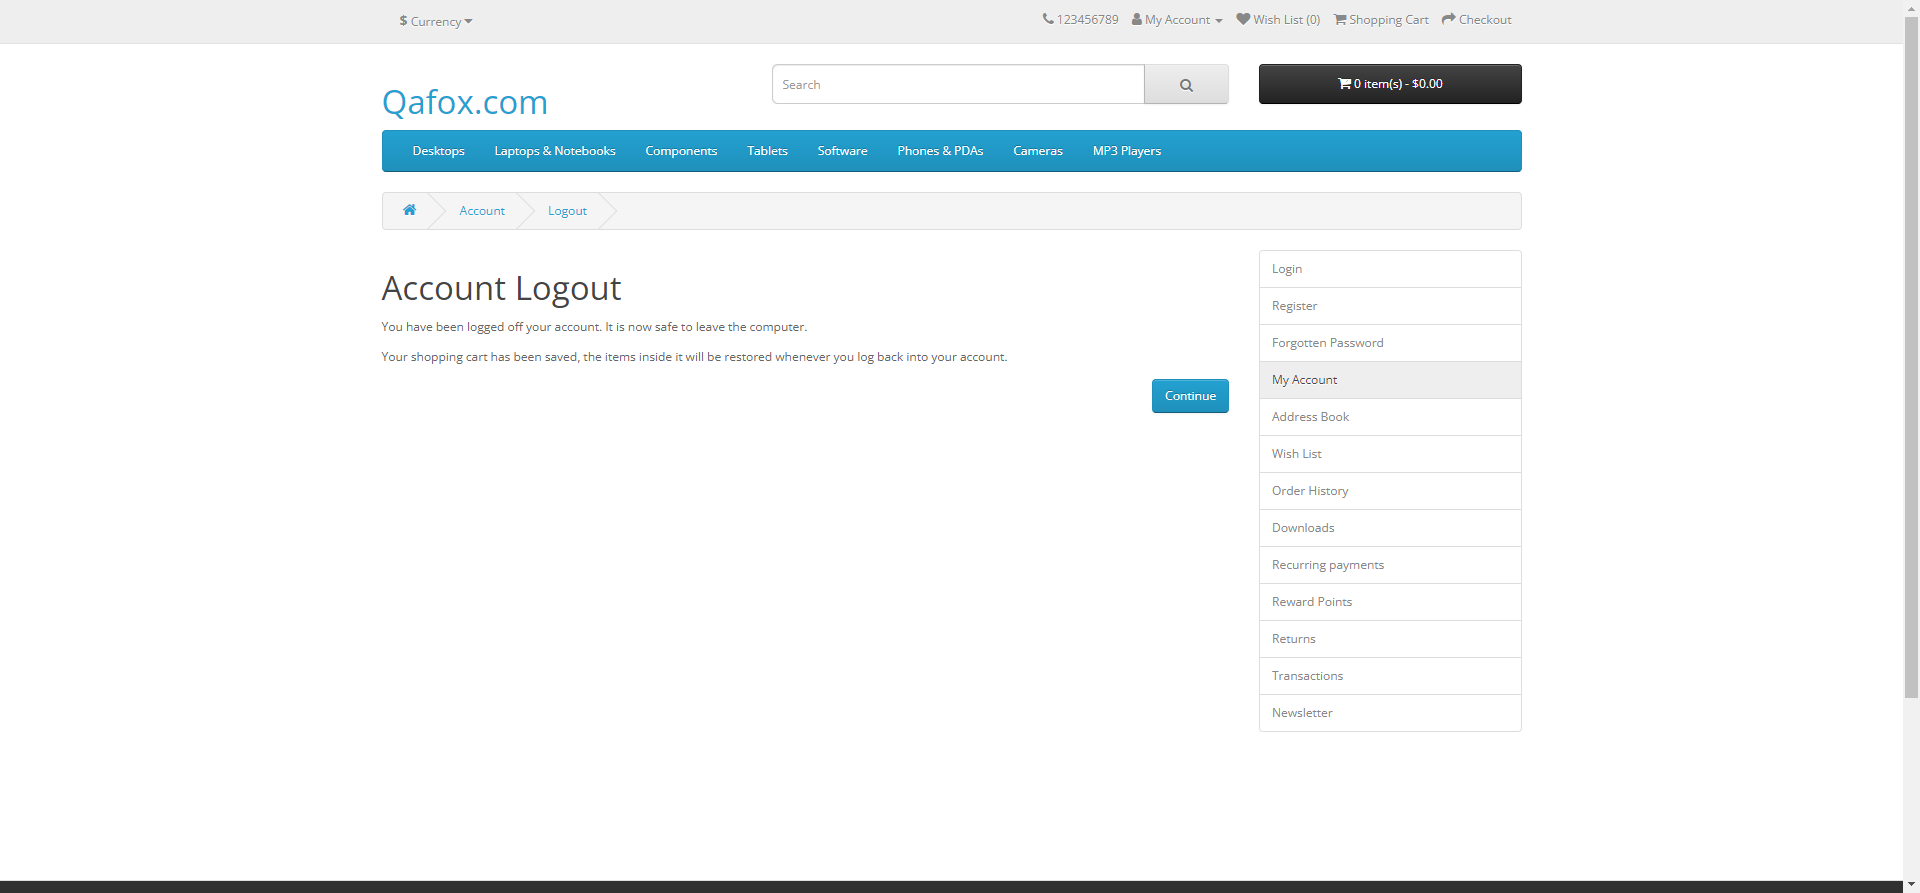 $ Currency
123456789 My Account Wish List (0) Shopping Cart Checkout
Qafox.com
Search
0 item(s) - $0.00
Desktops Laptops & Notebooks Components Tablets Software Phones & PDAs Cameras MP3 Players
Account Logout
Account Logout
You have been logged off your account. It is now safe to leave the computer.
Your shopping cart has been saved, the items inside it will be restored whenever you log back into your account.
Continue
Login
Register
Forgotten Password
My Account
Address Book
Wish List
Order History
Downloads
Recurring payments
Reward Points
Returns
Transactions
Newsletter